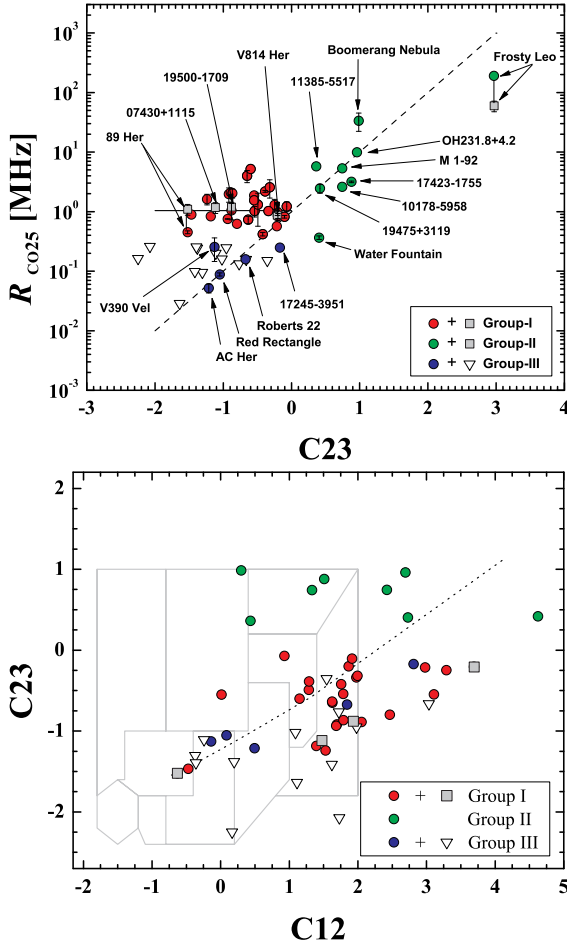 10³
10²
10¹
10⁰
10⁻¹
10⁻²
10⁻³
R CO25 [MHz]
V814 Her
Boomerang Nebula
Frosty Leo
19500-1709
11385-5517
07430+1115
89 Her
OH231.8+4.2
M 1-92
17423-1755
10178-5958
19475+3119
Water Fountain
V390 Vel
17245-3951
Roberts 22
Red Rectangle
AC Her
+ Group-I
+ Group-II
+ Group-III
-3 -2 -1 0 1 2 3 4
C23
2
1
0
-1
-2
C23
+ Group I
Group II
+ Group III
-2 -1 0 1 2 3 4 5
C12